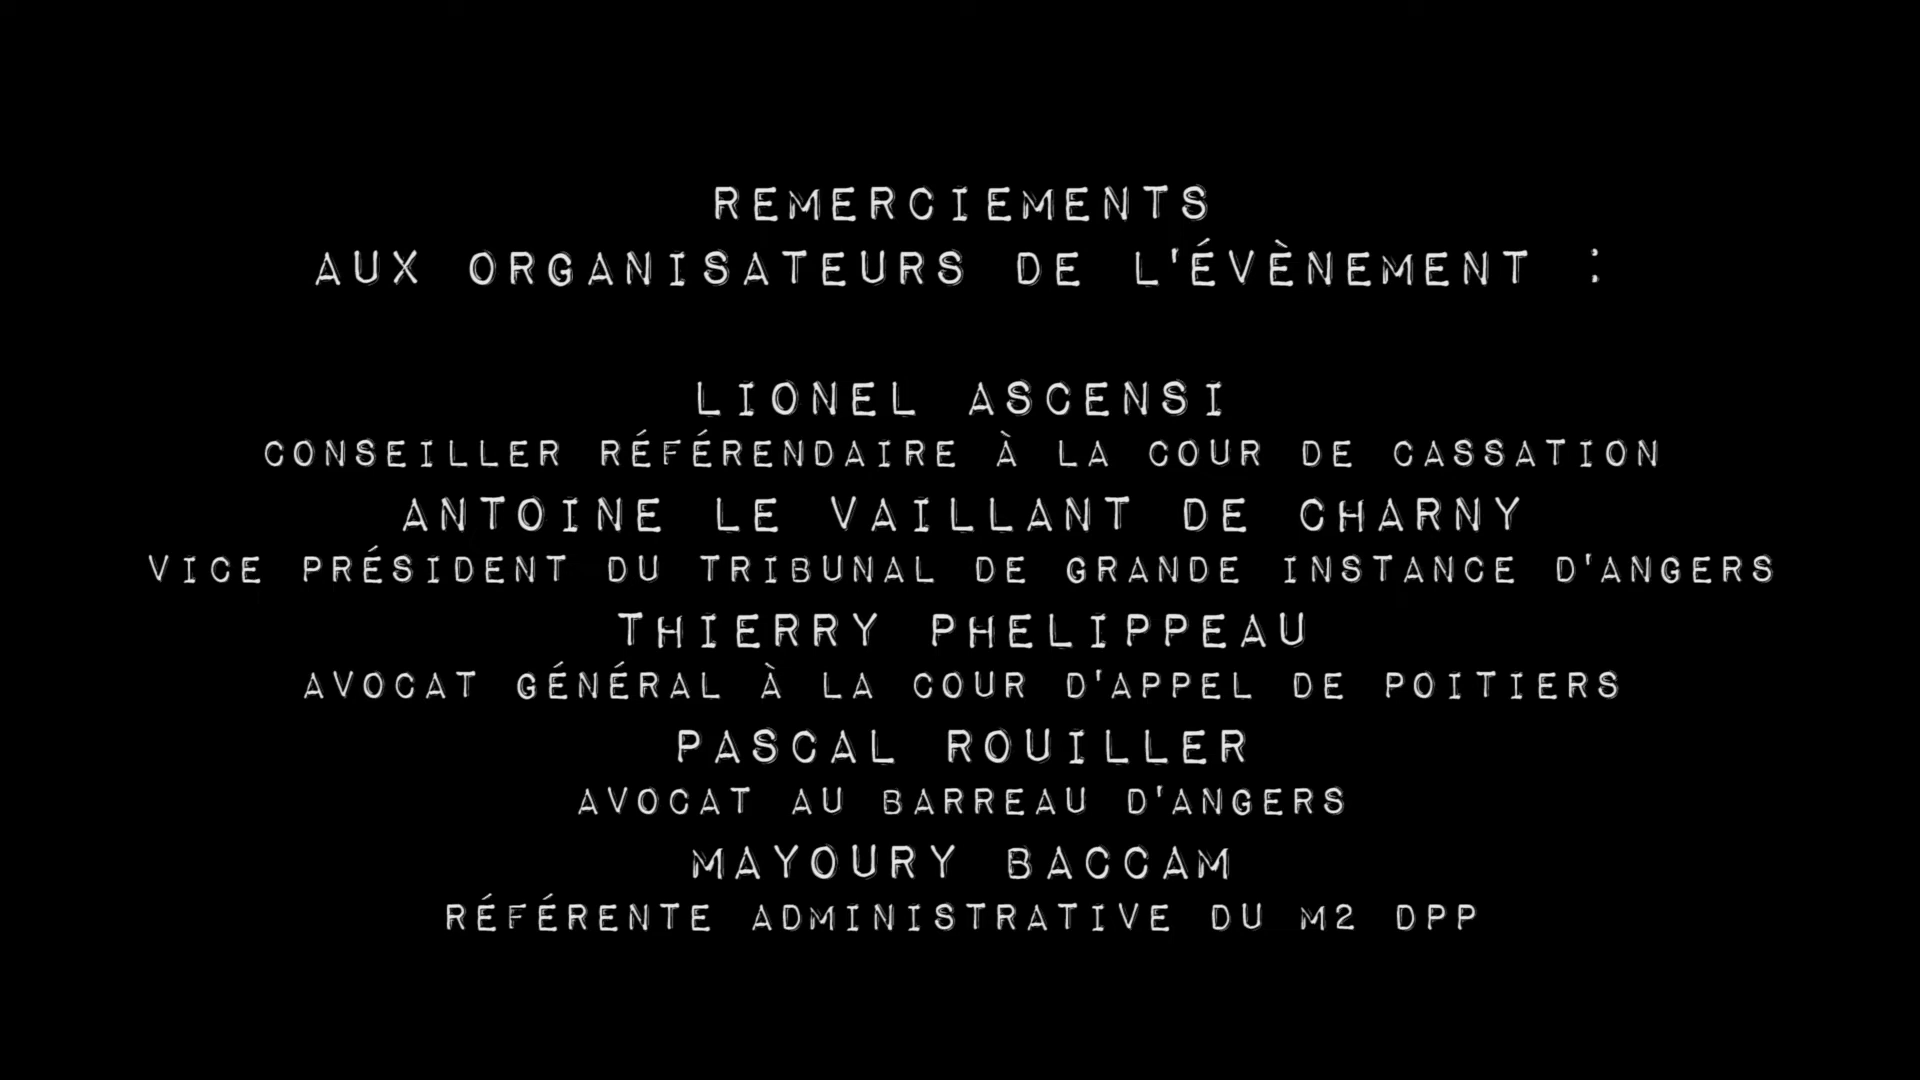 REMERCIEMENTS
AUX ORGANISATEURS DE L'ÉVÈNEMENT :
LIONEL ASCENSI
CONSEILLER RÉFÉRENDAIRE À LA COUR DE CASSATION
ANTOINE LE VAILLANT DE CHARNY
VICE PRÉSIDENT DU TRIBUNAL DE GRANDE INSTANCE D'ANGERS
THIERRY PHELIPPEAU
AVOCAT GÉNÉRAL À LA COUR D'APPEL DE POITIERS
PASCAL ROUILLER
AVOCAT AU BARREAU D'ANGERS
MAYOURY BACCAM
RÉFÉRENTE ADMINISTRATIVE DU M2 DPP